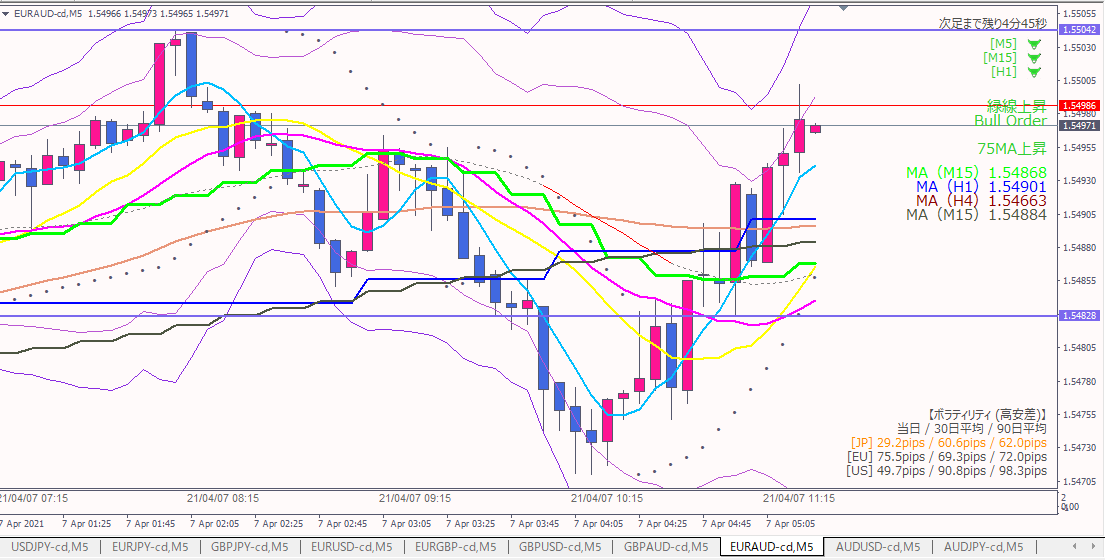 EURAUD-cd,M5 1.54966 1.54973 1.54965 1.54971
次足まで残り4分45秒
[M5]
[M15]
[H1]
緑線上昇
Bull Order
75MA上昇
MA（M15）1.54868
MA（H1）1.54901
MA（H4）1.54663
MA（M15）1.54884
【ボラティリティ(高安差)】
当日 / 30日平均 / 90日平均
[JP] 29.2pips / 60.6pips / 62.0pips
[EU] 75.5pips / 69.3pips / 72.0pips
[US] 49.7pips / 90.8pips / 98.3pips
1.55055
1.55042
1.55030
1.55005
1.54986
1.54980
1.54971
1.54955
1.54930
1.54905
1.54880
1.54855
1.54828
1.54805
1.54780
1.54755
1.54730
1.54705
21/04/07 07:15 21/04/07 08:15 21/04/07 09:15 21/04/07 10:15 21/04/07 11:15
2
0.00
7 Apr 2021 7 Apr 01:25 7 Apr 01:45 7 Apr 02:05 7 Apr 02:25 7 Apr 02:45 7 Apr 03:05 7 Apr 03:25 7 Apr 03:45 7 Apr 04:05 7 Apr 04:25 7 Apr 04:45 7 Apr 05:05
USDJPY-cd,M5 EURJPY-cd,M5 GBPJPY-cd,M5 EURUSD-cd,M5 EURGBP-cd,M5 GBPUSD-cd,M5 GBPAUD-cd,M5 EURAUD-cd,M5 AUDUSD-cd,M5 AUDJPY-cd,M5